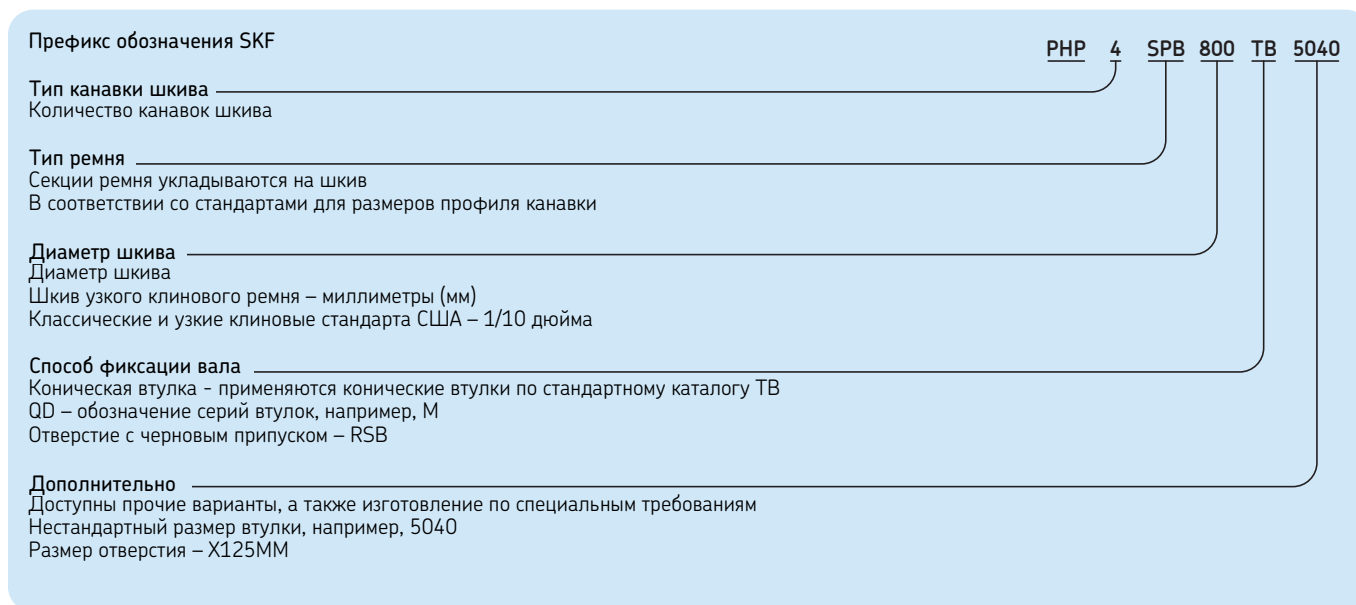 Префикс обозначения SKF
PHP 4 SPB 800 TB 5040
Тип канавки шкива
Количество канавок шкива
Тип ремня
Секции ремня укладываются на шкив
В соответствии со стандартами для размеров профиля канавки
Диаметр шкива
Диаметр шкива
Шкив узкого клинового ремня – миллиметры (мм)
Классические и узкие клиновые стандарта США – 1/10 дюйма
Способ фиксации вала
Коническая втулка - применяются конические втулки по стандартному каталогу ТВ
QD – обозначение серий втулок, например, М
Отверстие с черновым припуском – RSB
Дополнительно
Доступны прочие варианты, а также изготовление по специальным требованиям
Нестандартный размер втулки, например, 5040
Размер отверстия – X125MM